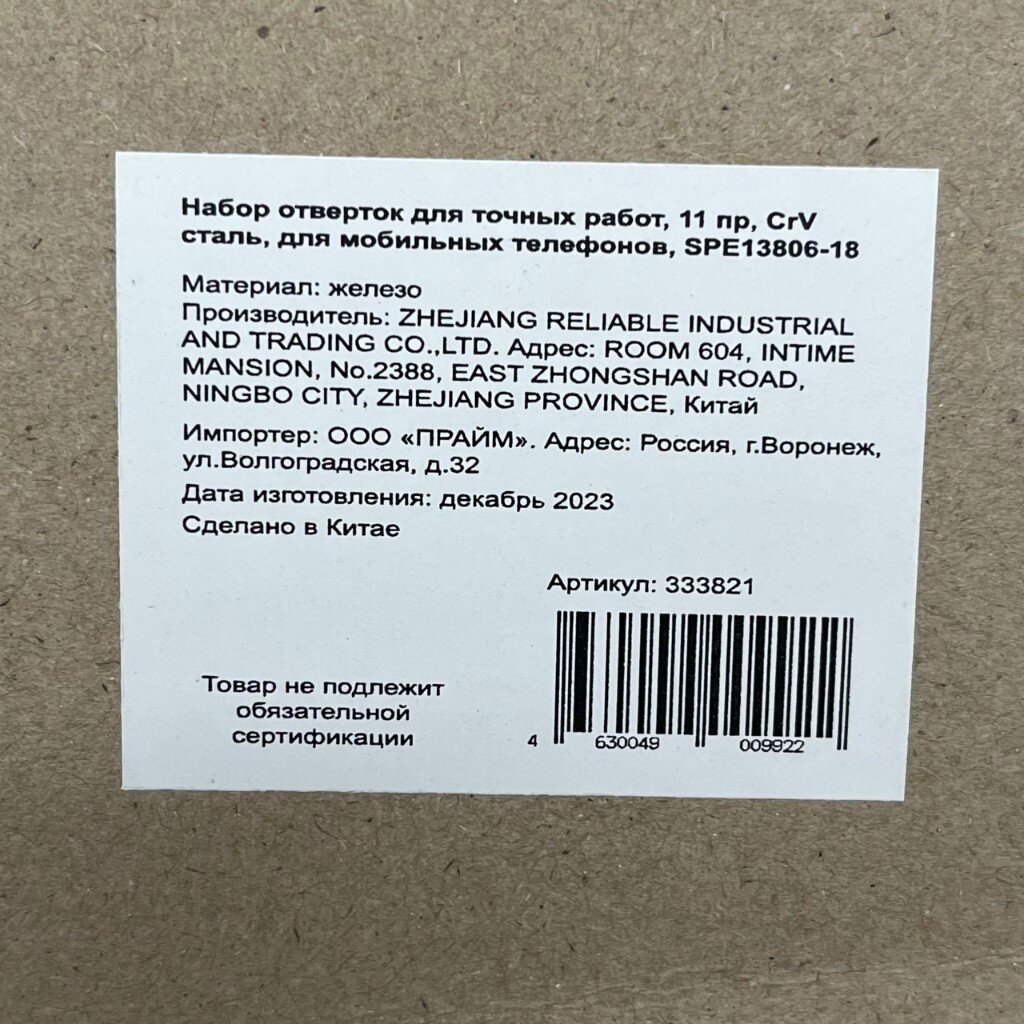 Набор отверток для точных работ, 11 пр, CrV
сталь, для мобильных телефонов, SPE13806-18
Материал: железо
Производитель: ZHEJIANG RELIABLE INDUSTRIAL
AND TRADING CO.,LTD. Адрес: ROOM 604, INTIME
MANSION, No.2388, EAST ZHONGSHAN ROAD,
NINGBO CITY, ZHEJIANG PROVINCE, Китай
Импортер: ООО «ПРАЙМ». Адрес: Россия, г.Воронеж,
ул.Волгоградская, д.32
Дата изготовления: декабрь 2023
Сделано в Китае
Артикул: 333821
Товар не подлежит
обязательной
сертификации
4 630049 009922